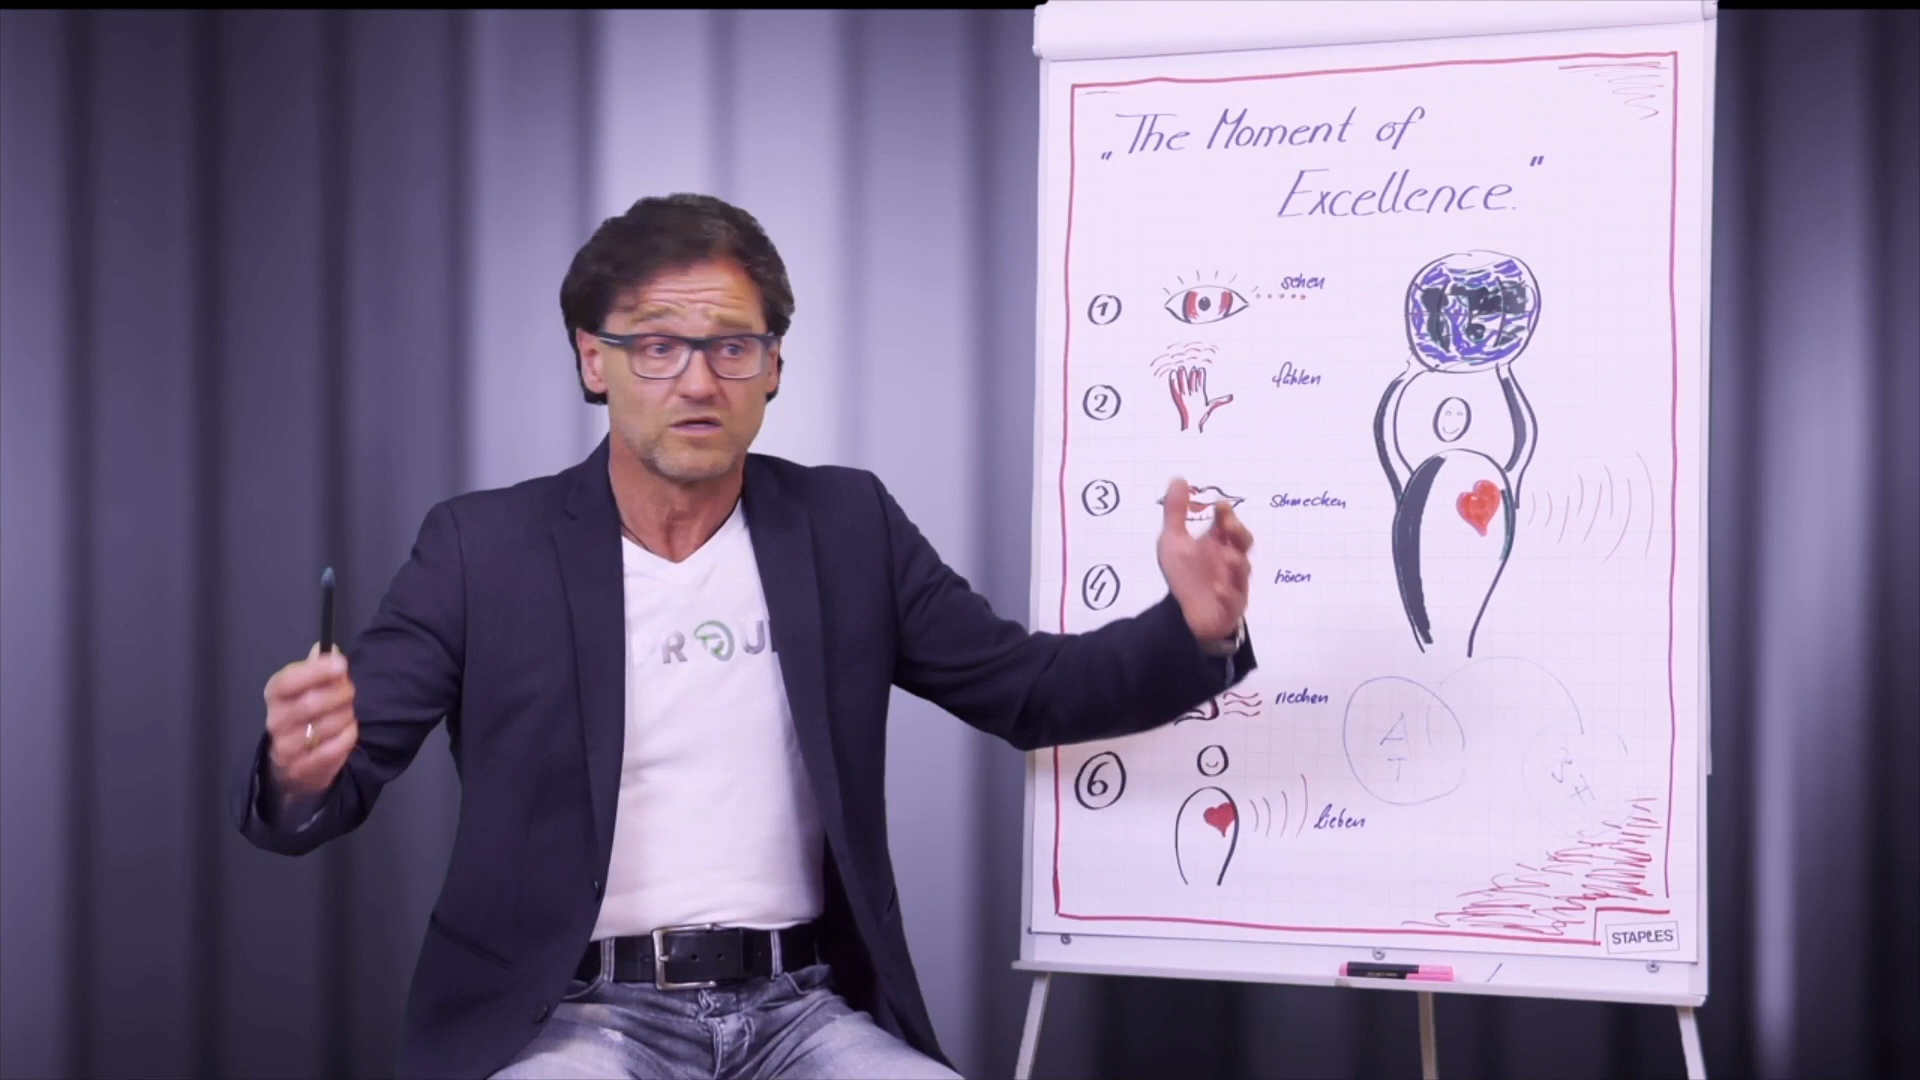 „The Moment of
Excellence."
1 sehen
2 fühlen
3 schmecken
4 hören
riechen
6 lieben
A
T
STAPLES